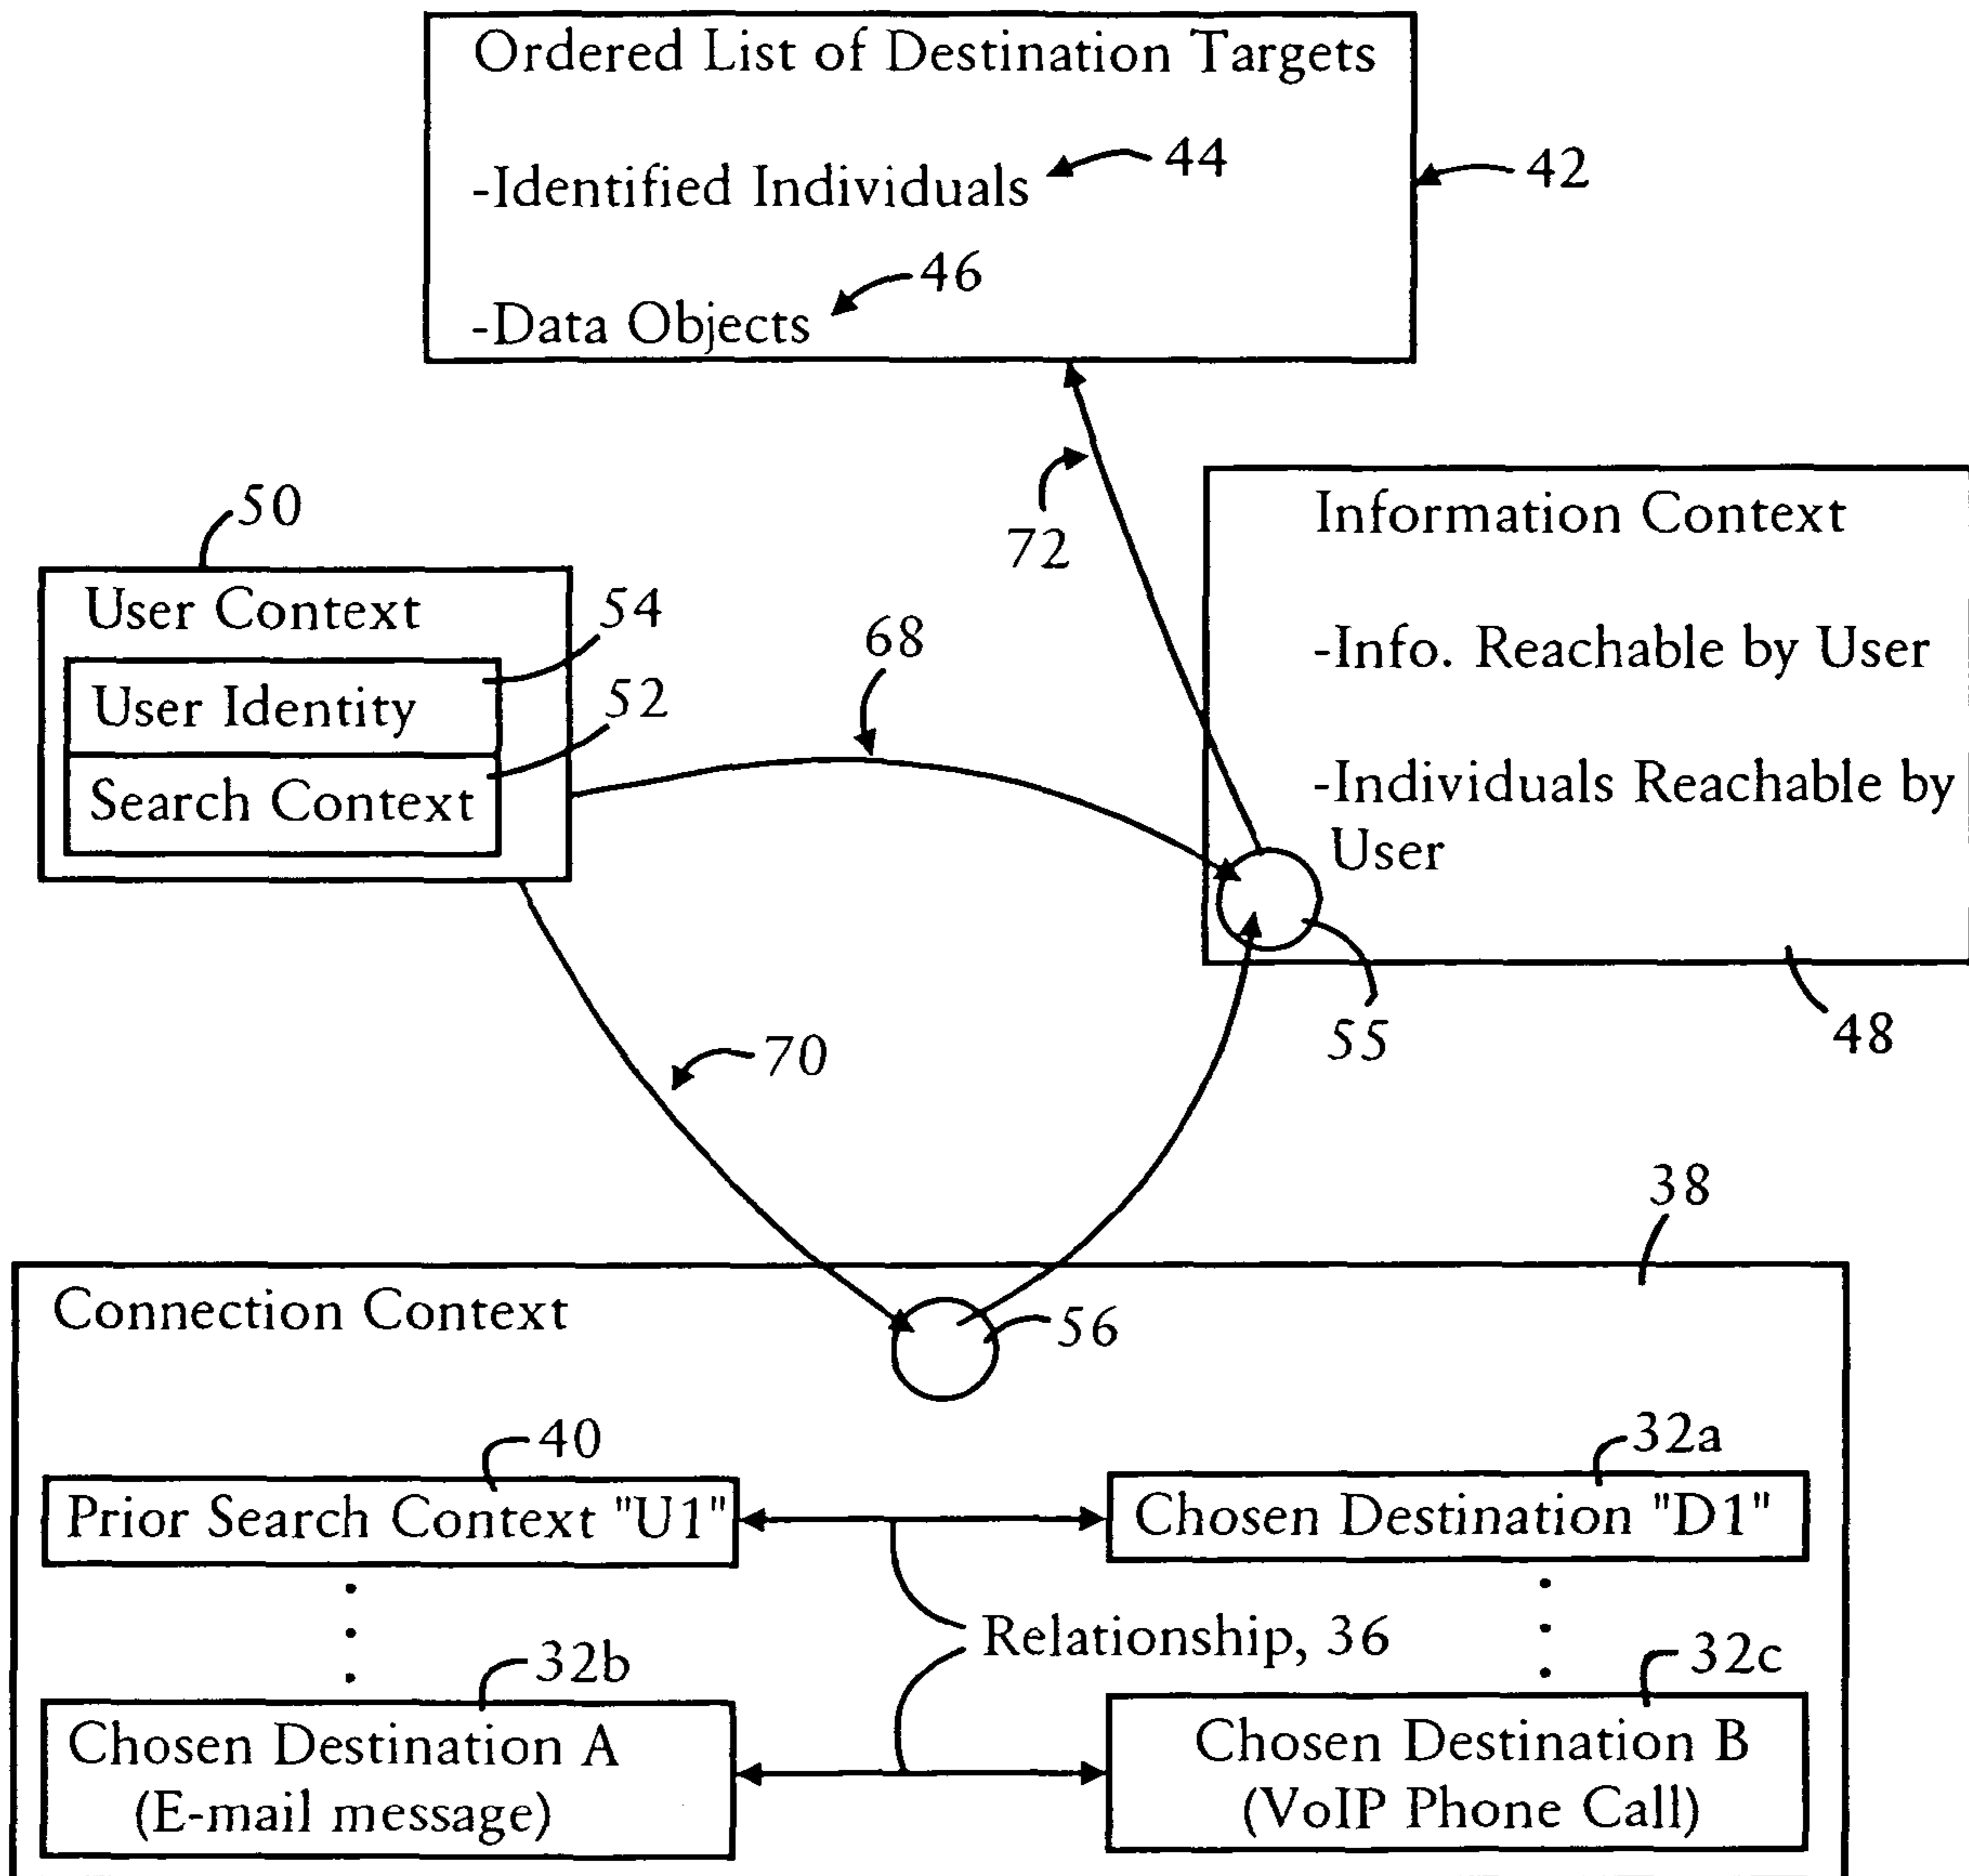 Ordered List of Destination Targets
-Identified Individuals
44
42
-Data Objects
46
72
Information Context
-Info. Reachable by User
-Individuals Reachable by
User
55
48
50
User Context
54
User Identity
52
Search Context
68
70
38
Connection Context
56
40
Prior Search Context "U1"
32a
Chosen Destination "D1"
Relationship, 36
32b
Chosen Destination A
(E-mail message)
32c
Chosen Destination B
(VoIP Phone Call)